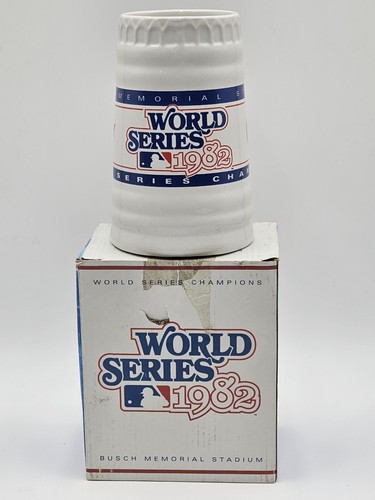 MEMORIAL S
WORLD
SERIES
1982
SERIES CHA
WORLD SERIES CHAMPIONS
WORLD
SERIES
1982
BUSCH MEMORIAL STADIUM